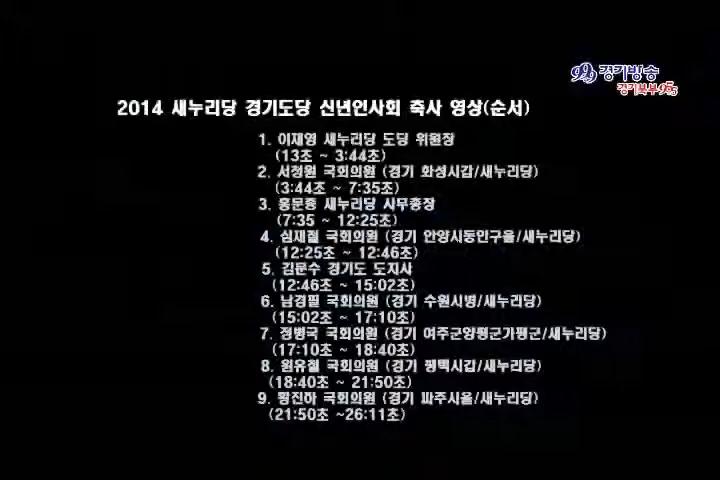 99.9 경기방송
경기북부 98.5
2014 새누리당 경기도당 신년인사회 축사 영상(순서)
1. 이재영 새누리당 도당 위원장
(13초 ~ 3:44초)
2. 서청원 국회의원 (경기 화성시갑/새누리당)
(3:44초 ~ 7:35초)
3. 홍문종 새누리당 사무총장
(7:35 ~ 12:25초)
4. 심재철 국회의원 (경기 안양시동안구을/새누리당)
(12:25초 ~ 12:46초)
5. 김문수 경기도 도지사
(12:46초 ~ 15:02초)
6. 남경필 국회의원 (경기 수원시병/새누리당)
(15:02초 ~ 17:10초)
7. 정병국 국회의원 (경기 여주군양평군가평군/새누리당)
(17:10초 ~ 18:40초)
8. 원유철 국회의원 (경기 평택시갑/새누리당)
(18:40초 ~ 21:50초)
9. 황진하 국회의원 (경기 파주시을/새누리당)
(21:50초 ~26:11초)